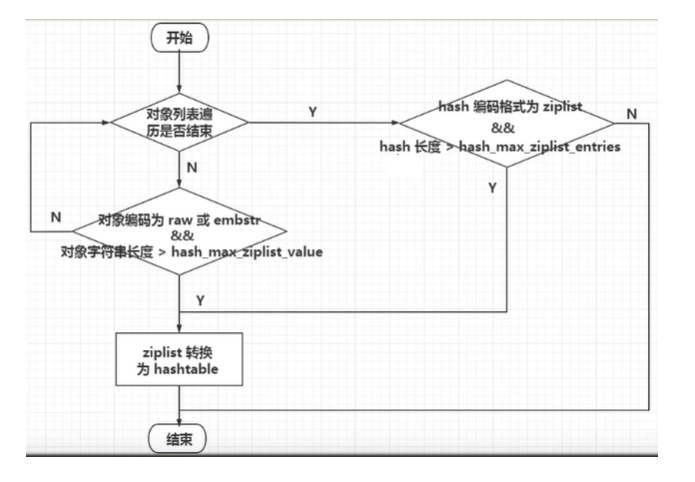 开始
对象列表遍
历是否结束
Y
hash 编码格式为 ziplist
&&
hash 长度 > hash_max_ziplist_entries
N
N
Y
N
对象编码为 raw 或 embstr
&&
对象字符串长度 > hash_max_ziplist_value
Y
ziplist 转换
为 hashtable
结束